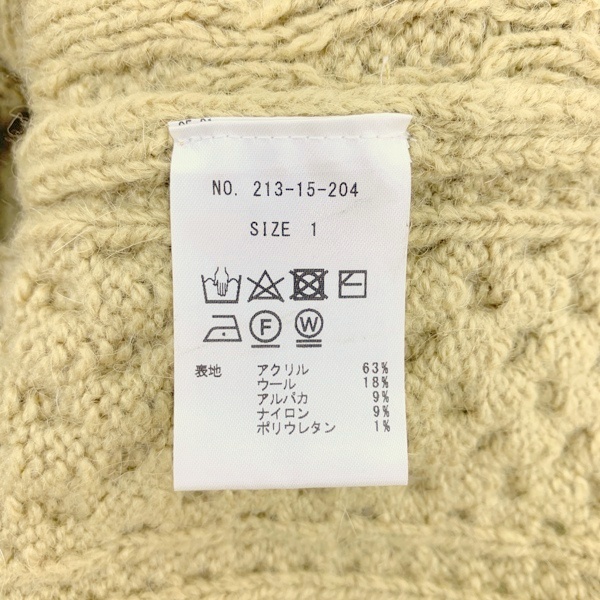 NO. 213-15-204
SIZE 1
F W
表地 アクリル 63%
ウール 18%
アルパカ 9%
ナイロン 9%
ポリウレタン 1%